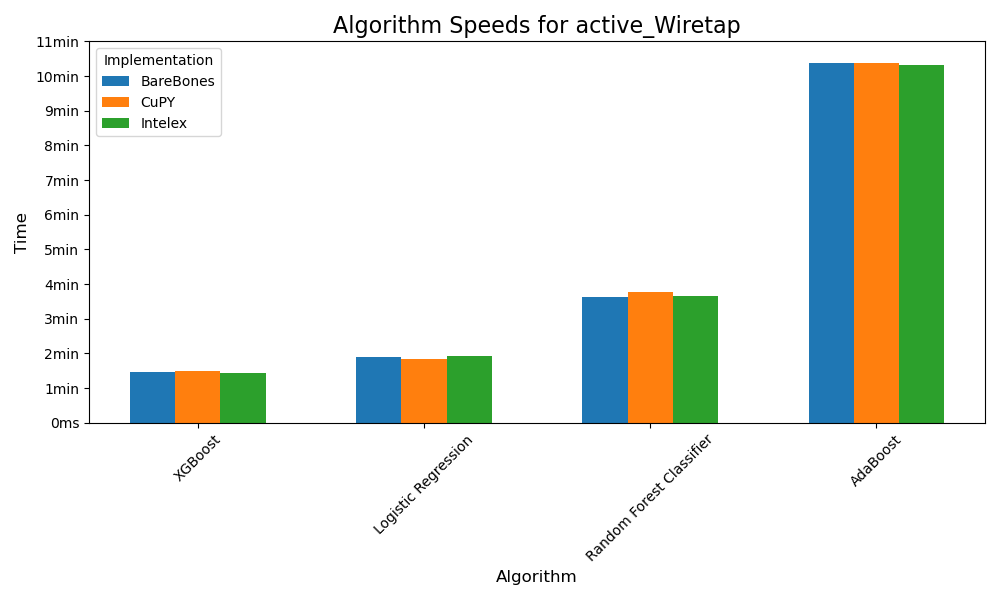 Algorithm Speeds for active_Wiretap
11min
10min
9min
8min
7min
6min
5min
4min
3min
2min
1min
0ms
Time
Implementation
BareBones
CuPY
Intelex
XGBoost
Logistic Regression
Random Forest Classifier
AdaBoost
Algorithm